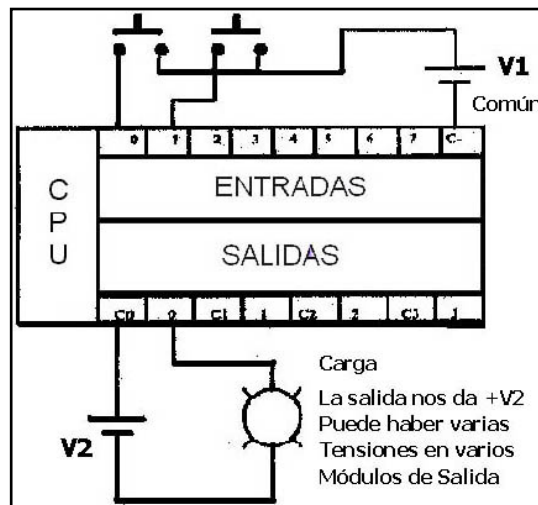 V1
Común
0 1 2 3 4 5 6 7 C-
CPU
ENTRADAS
SALIDAS
C0 0 C1 1 C2 2 C3 3
V2
Carga
La salida nos da +V2
Puede haber varias
Tensiones en varios
Módulos de Salida